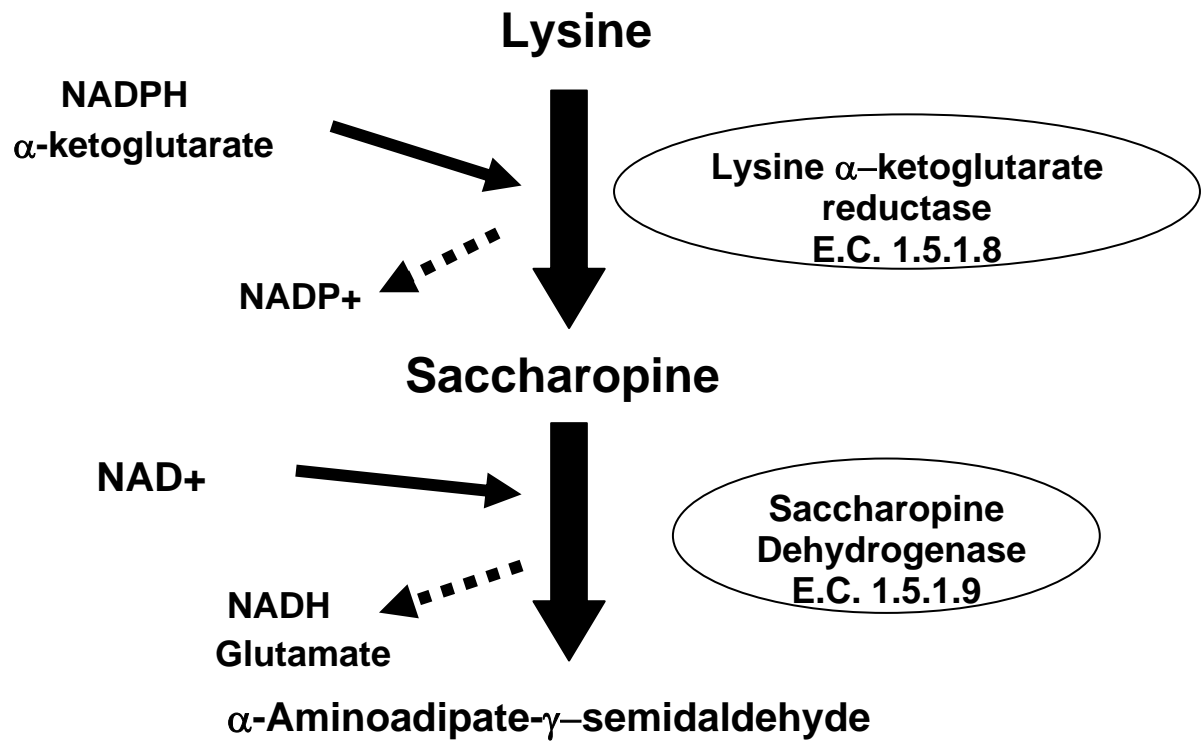 Lysine
NADPH
α-ketoglutarate
Lysine α–ketoglutarate
reductase
E.C. 1.5.1.8
NADP+
Saccharopine
NAD+
Saccharopine
Dehydrogenase
E.C. 1.5.1.9
NADH
Glutamate
α-Aminoadipate-γ–semidaldehyde